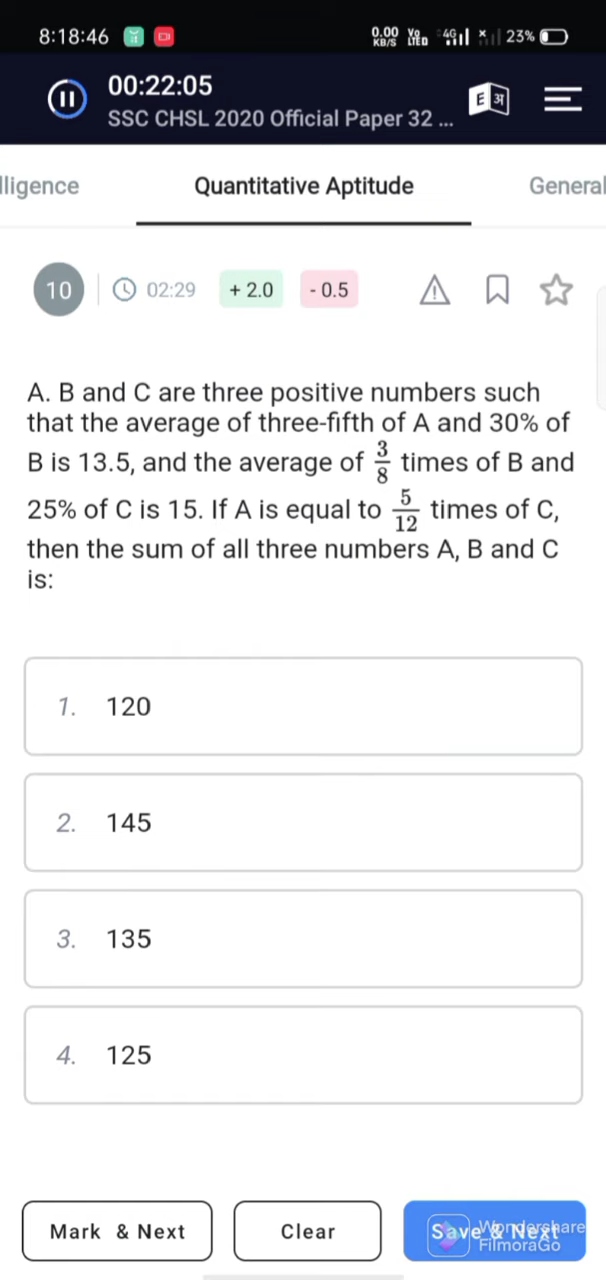 8:18:46 0.00 KB/S 4G 23%
00:22:05
SSC CHSL 2020 Official Paper 32 ...
E अ
lligence Quantitative Aptitude General
10 02:29 + 2.0 - 0.5
A. B and C are three positive numbers such
that the average of three-fifth of A and 30% of
B is 13.5, and the average of 3/8 times of B and
25% of C is 15. If A is equal to 5/12 times of C,
then the sum of all three numbers A, B and C
is:
1. 120
2. 145
3. 135
4. 125
Mark & Next Clear Save & Next
Wondershare
FilmoraGo